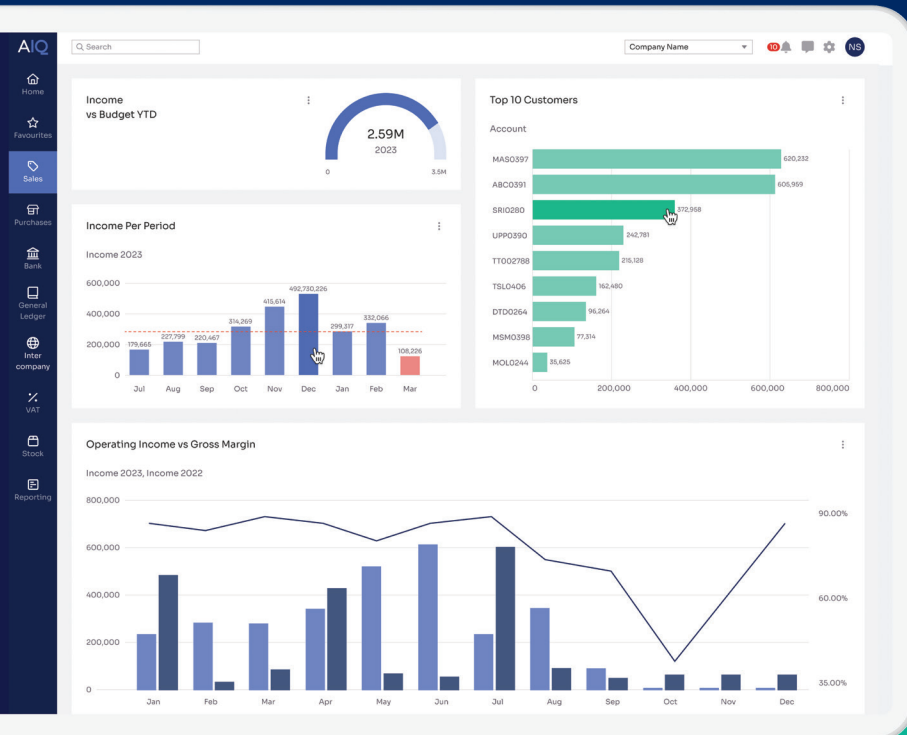 AIQ
Search
Company Name
10
NS
Home
Favourites
Sales
Purchases
Bank
General
Ledger
Inter
company
VAT
Stock
Reporting
Income
vs Budget YTD
2.59M
2023
0
3.5M
Income Per Period
Income 2023
600,000
400,000
200,000
0
179,665
227,799
220,467
314,269
415,614
492,730,226
299,317
332,066
108,226
Jul Aug Sep Oct Nov Dec Jan Feb Mar
Top 10 Customers
Account
MAS0397 620,232
ABC0391 605,959
SRI0280 372,958
UPP0390 242,781
TT002788 215,128
TSL0406 162,480
DTD0264 96,264
MSM0398 77,314
MOL0244 35,625
0 200,000 400,000 600,000 800,000
Operating Income vs Gross Margin
Income 2023, Income 2022
800,000
600,000
400,000
200,000
0
90.00%
60.00%
35.00%
Jan Feb Mar Apr May Jun Jul Aug Sep Oct Nov Dec